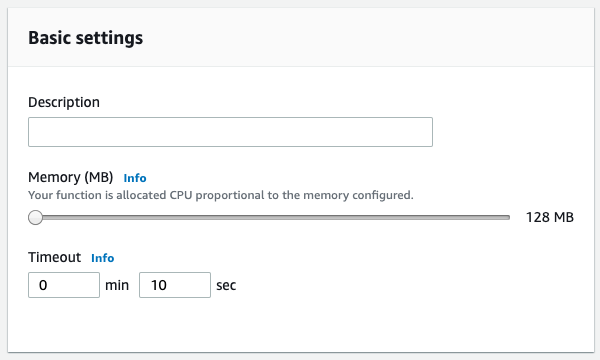 Basic settings
Description
Memory (MB) Info
Your function is allocated CPU proportional to the memory configured.
128 MB
Timeout Info
0 min 10 sec